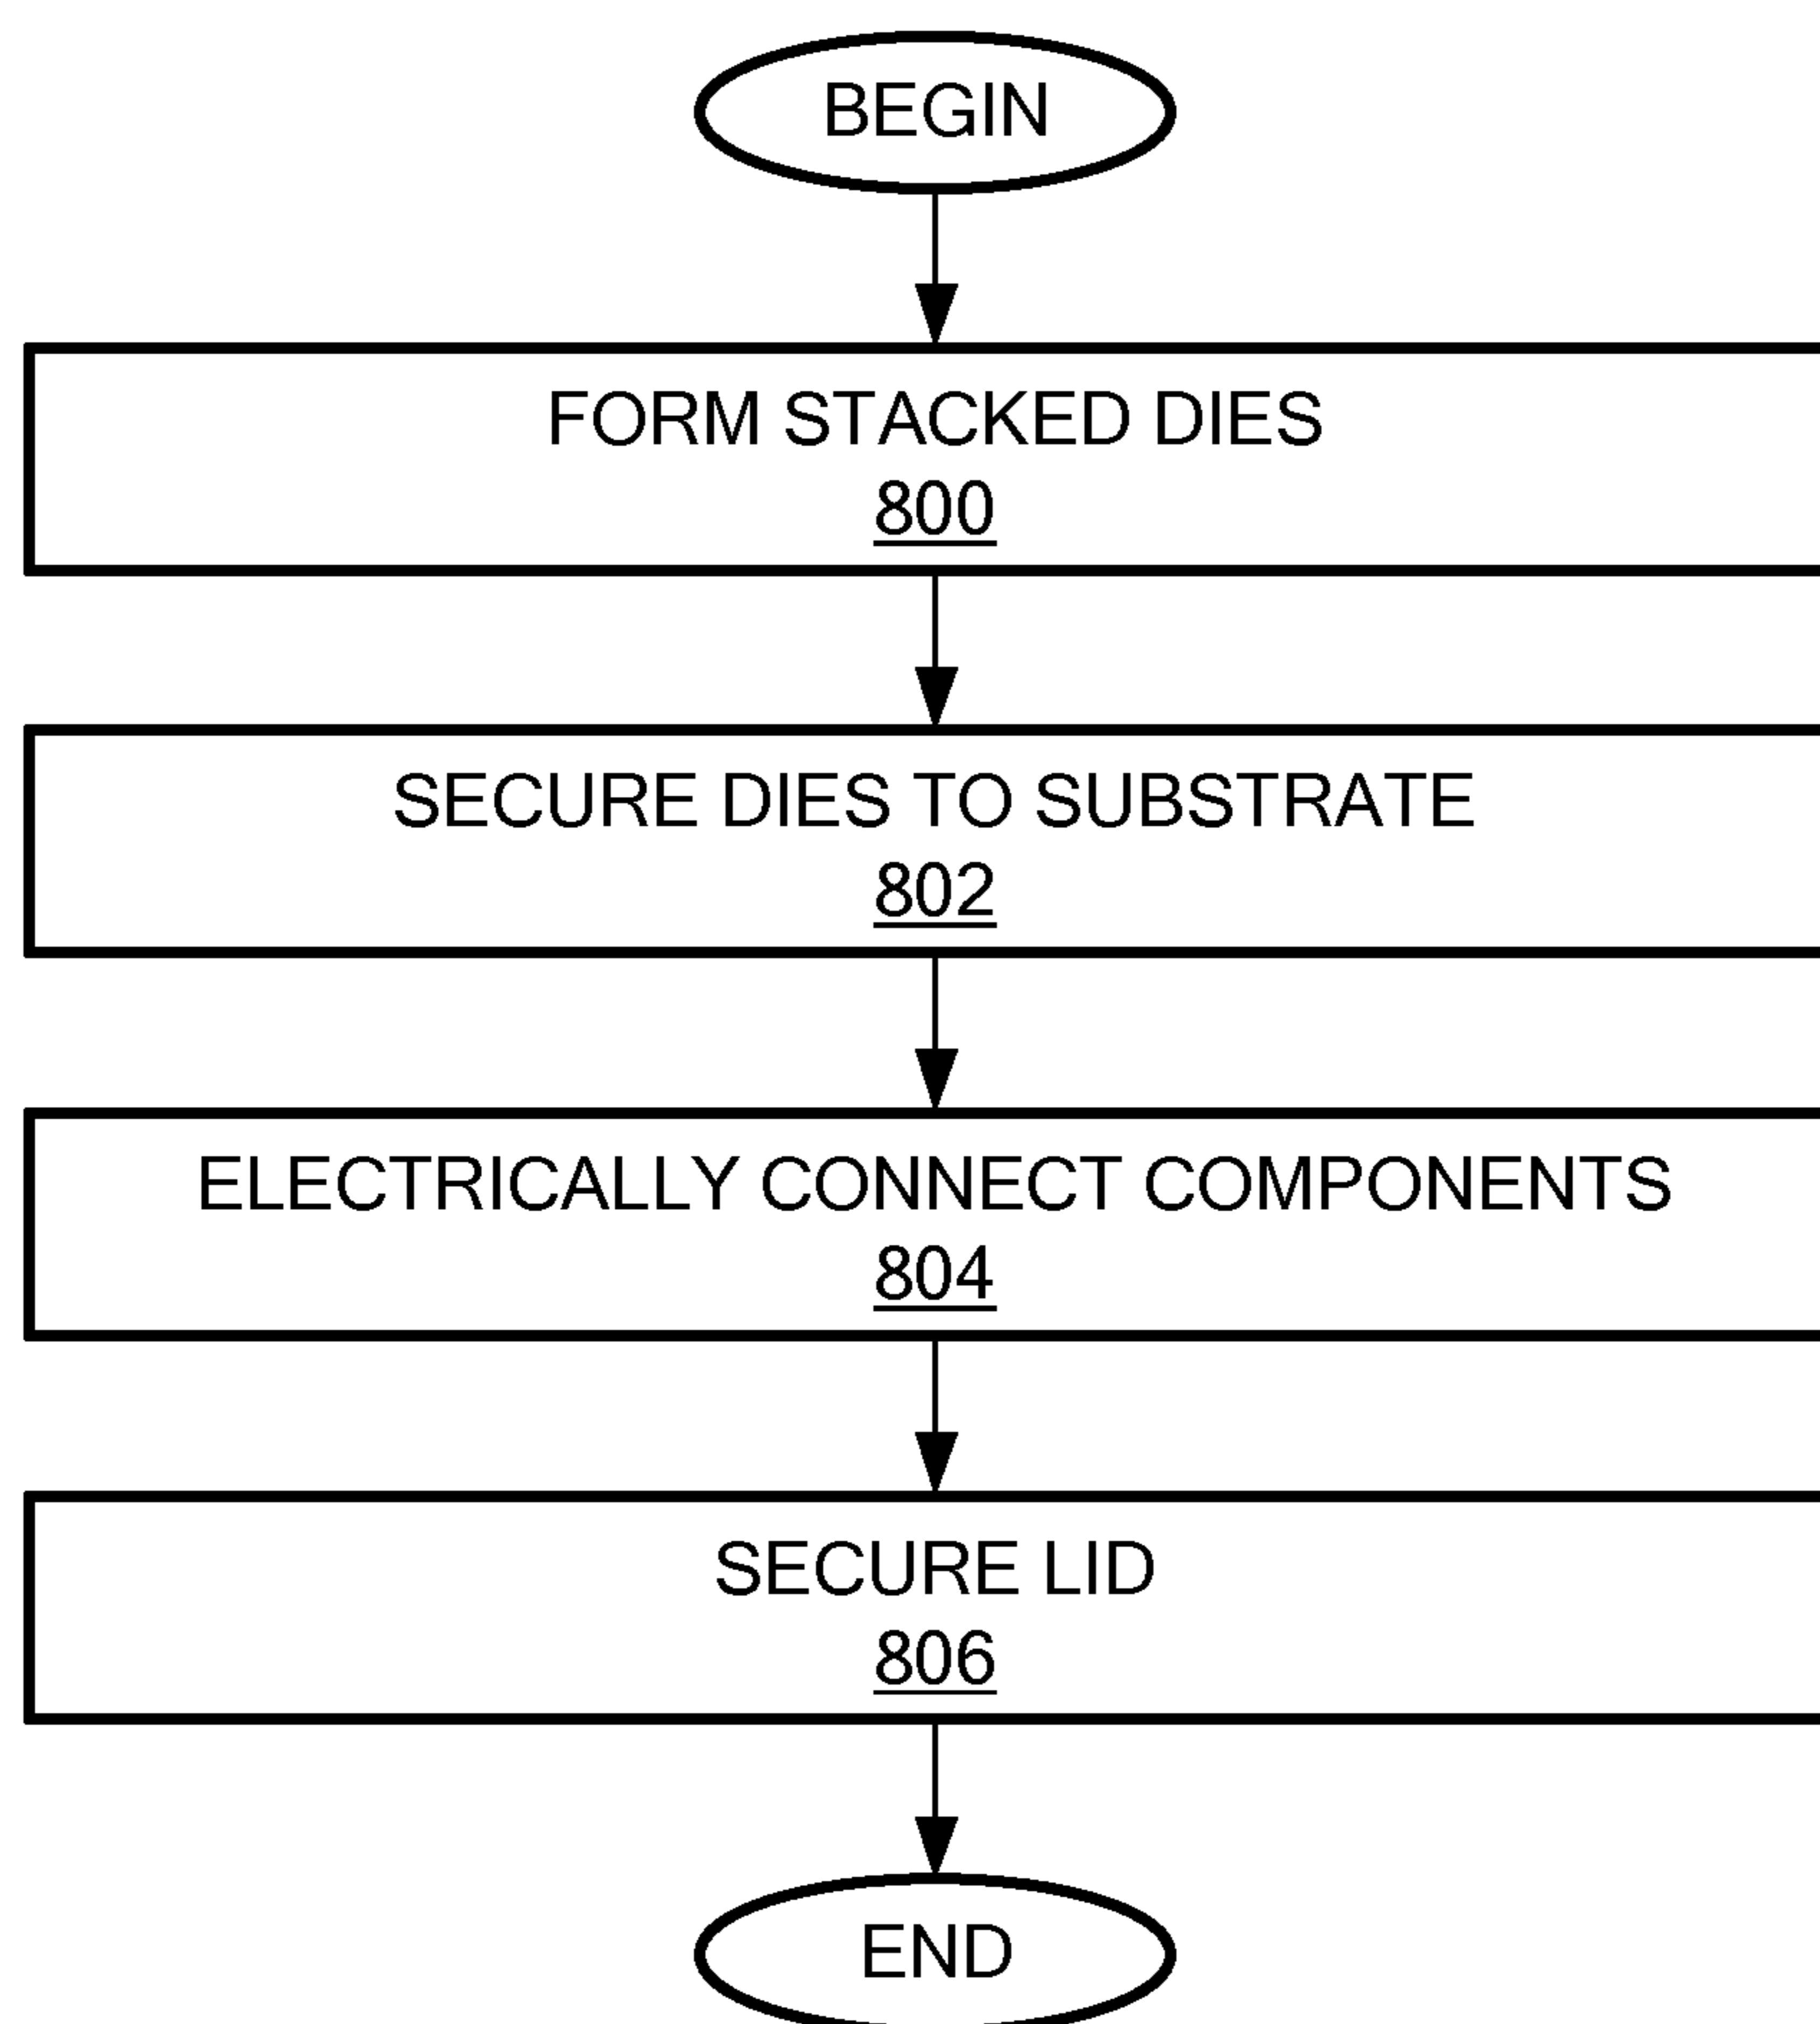 BEGIN
FORM STACKED DIES
800
SECURE DIES TO SUBSTRATE
802
ELECTRICALLY CONNECT COMPONENTS
804
SECURE LID
806
END